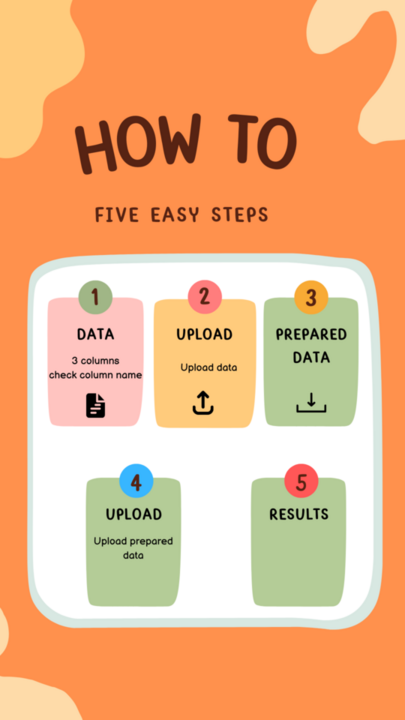 HOW TO
FIVE EASY STEPS
1
DATA
3 columns
check column name
2
UPLOAD
Upload data
3
PREPARED
DATA
4
UPLOAD
Upload prepared
data
5
RESULTS